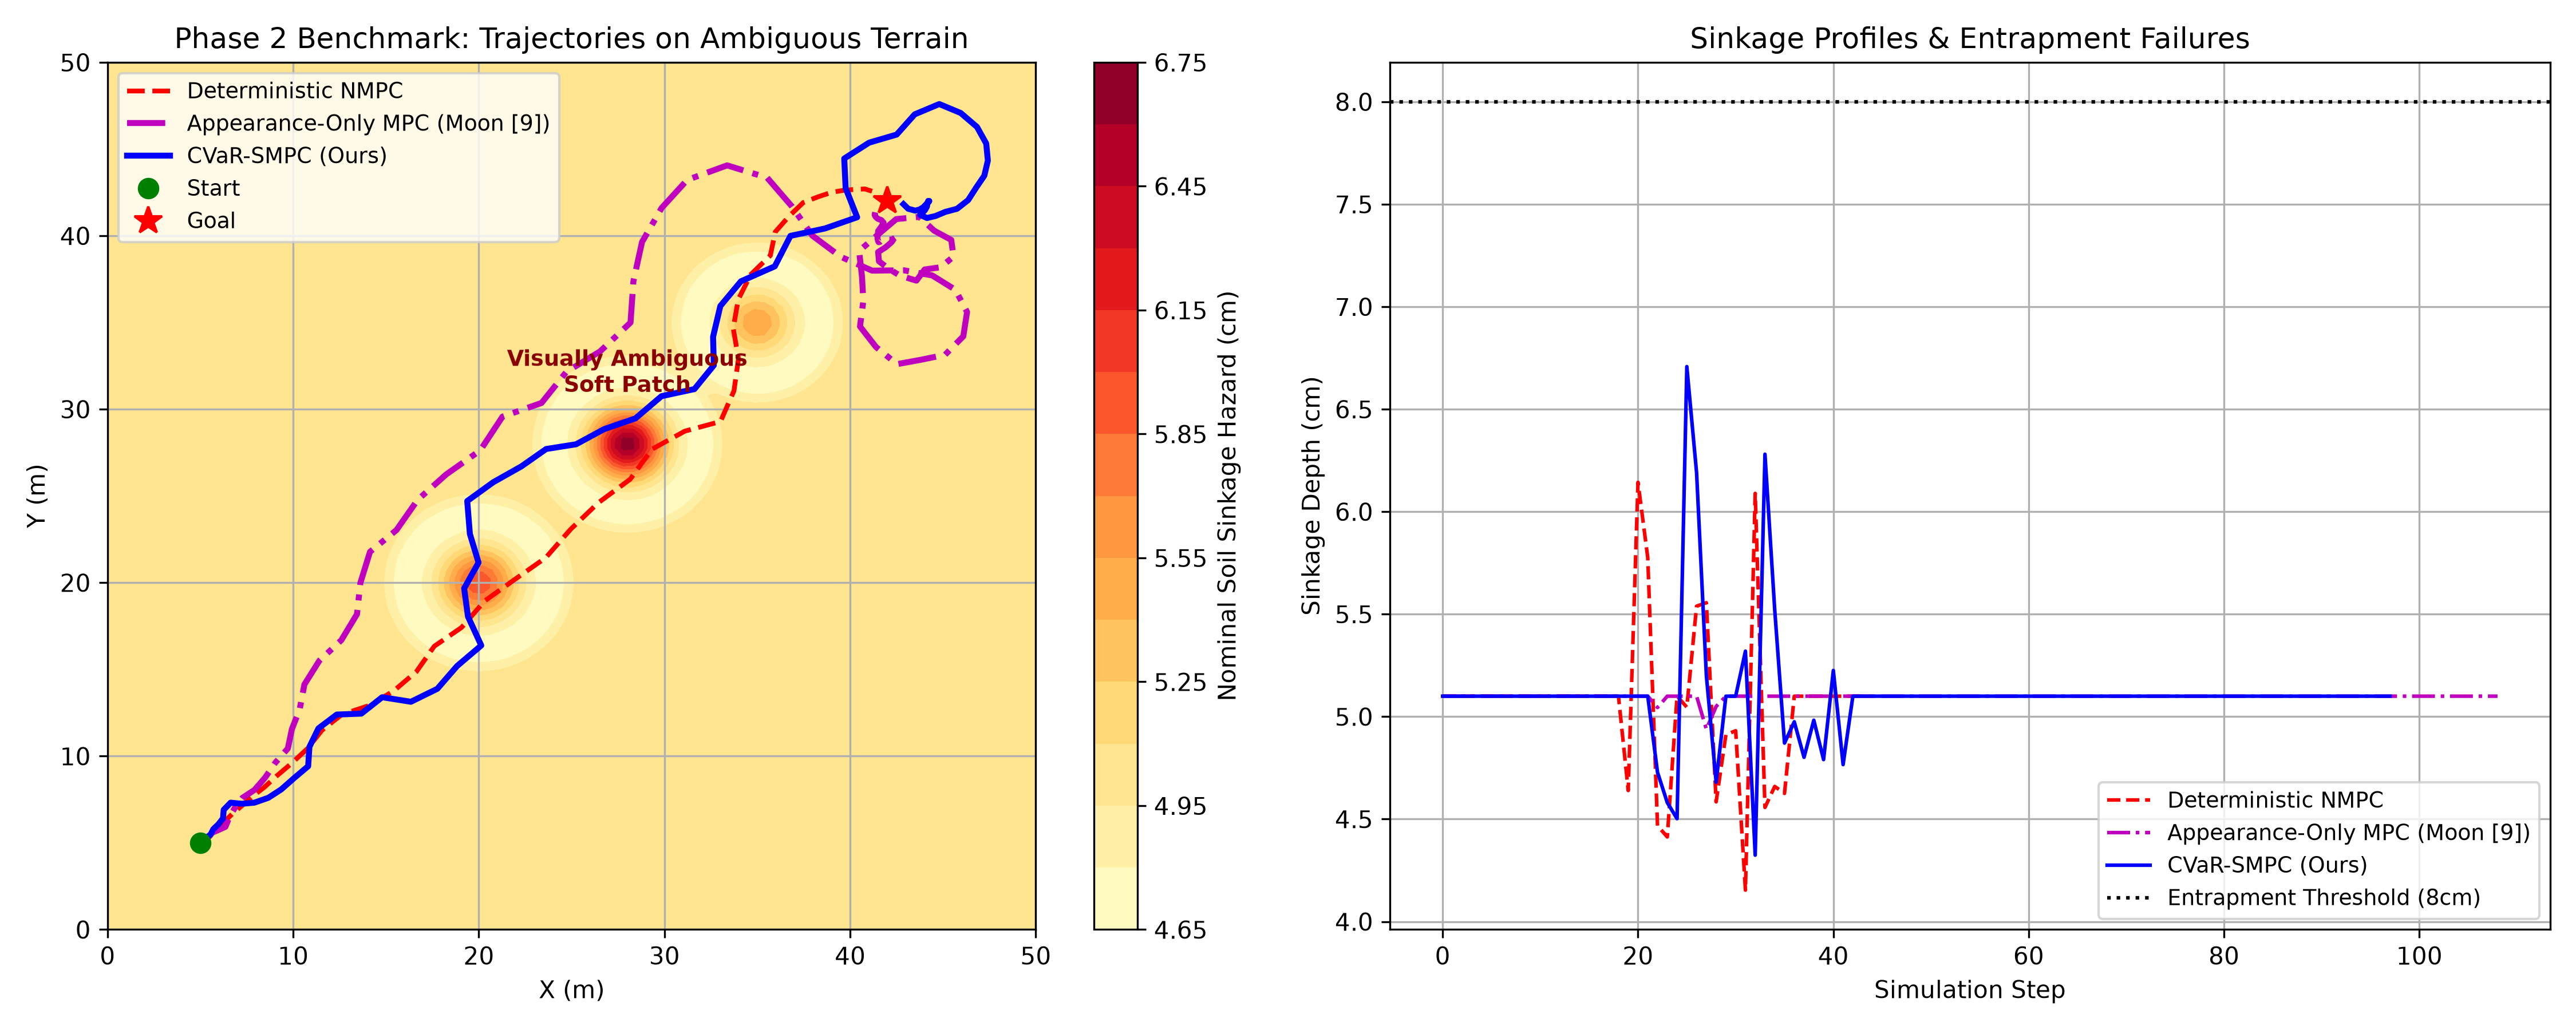 Phase 2 Benchmark: Trajectories on Ambiguous Terrain
50
40
30
20
10
0
Y (m)
Deterministic NMPC
Appearance-Only MPC (Moon [9])
CVaR-SMPC (Ours)
Start
Goal
Visually Ambiguous
Soft Patch
0
10
20
30
40
50
X (m)
6.75
6.45
6.15
5.85
5.55
5.25
4.95
4.65
Nominal Soil Sinkage Hazard (cm)
Sinkage Profiles & Entrapment Failures
8.0
7.5
7.0
6.5
6.0
5.5
5.0
4.5
4.0
Sinkage Depth (cm)
Deterministic NMPC
Appearance-Only MPC (Moon [9])
CVaR-SMPC (Ours)
Entrapment Threshold (8cm)
0
20
40
60
80
100
Simulation Step